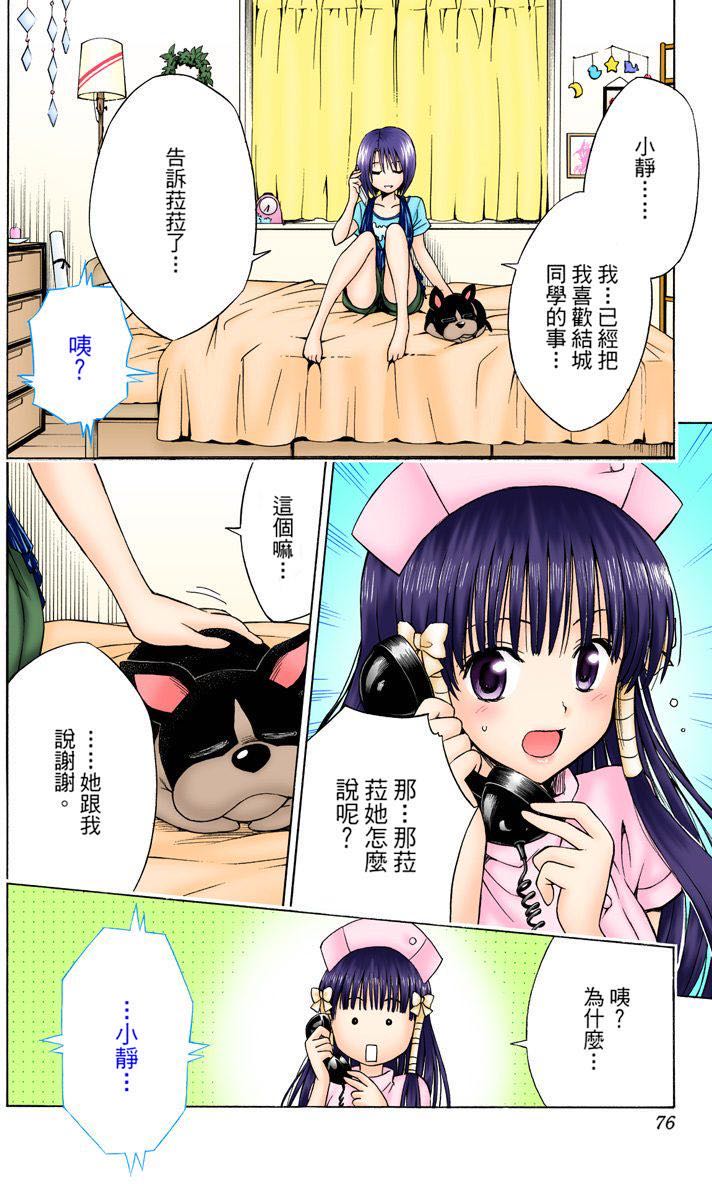 小靜……
我…已經把
我喜歡結城
同學的事…
告訴菈菈了…
咦?
那…那菈
菈她怎麼
說呢?
這個嘛…
……她跟我
說謝謝。
咦?
為什麼…
…小靜…
76